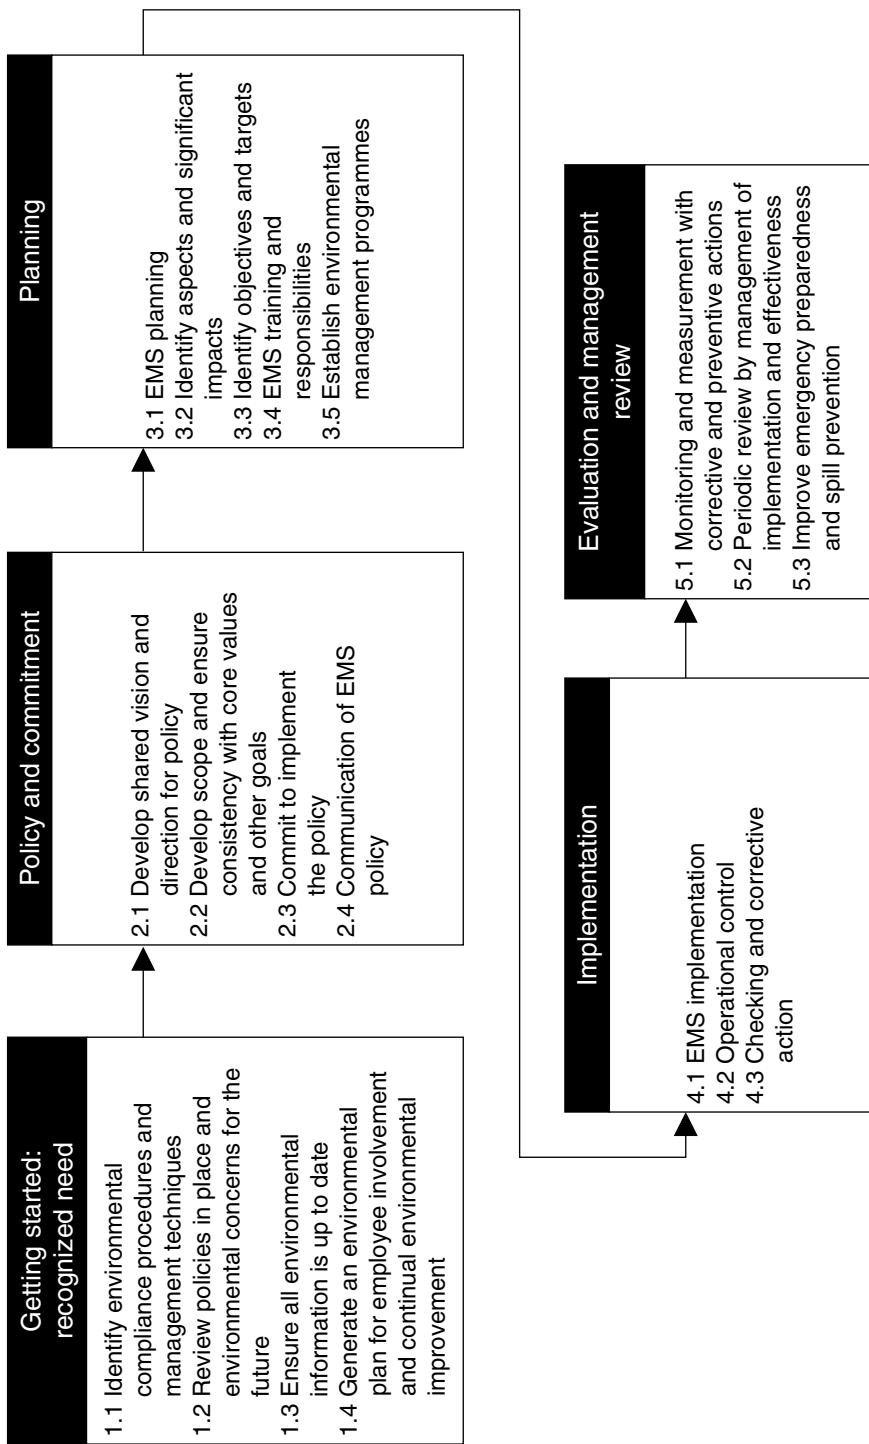 Getting started:
recognized need
1.1 Identify environmental
compliance procedures and
management techniques
1.2 Review policies in place and
environmental concerns for the
future
1.3 Ensure all environmental
information is up to date
1.4 Generate an environmental
plan for employee involvement
and continual environmental
improvement
Policy and commitment
2.1 Develop shared vision and
direction for policy
2.2 Develop scope and ensure
consistency with core values
and other goals
2.3 Commit to implement
the policy
2.4 Communication of EMS
policy
Planning
3.1 EMS planning
3.2 Identify aspects and significant
impacts
3.3 Identify objectives and targets
3.4 EMS training and
responsibilities
3.5 Establish environmental
management programmes
Implementation
4.1 EMS implementation
4.2 Operational control
4.3 Checking and corrective
action
Evaluation and management
review
5.1 Monitoring and measurement with
corrective and preventive actions
5.2 Periodic review by management of
implementation and effectiveness
5.3 Improve emergency preparedness
and spill prevention